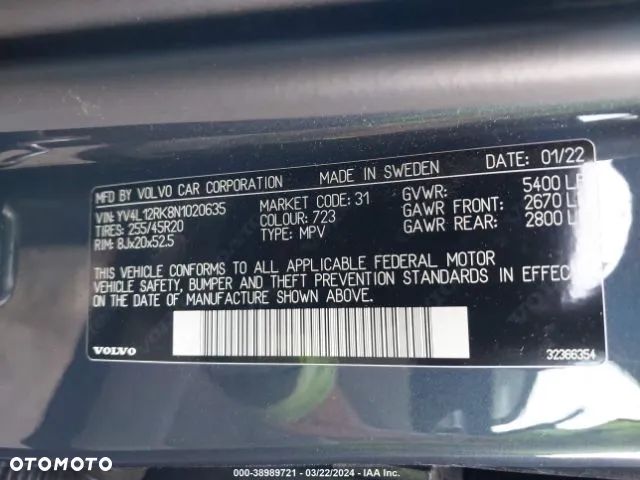 MFD BY VOLVO CAR CORPORATION MADE IN SWEDEN DATE: 01/22
VIN: YV4L12RK8N1020635 MARKET CODE: 31 GVWR: 5400 LB
TIRES: 255/45R20 COLOUR: 723 GAWR FRONT: 2670 LB
RIM: 8Jx20x52.5 TYPE: MPV GAWR REAR: 2800 LB
THIS VEHICLE CONFORMS TO ALL APPLICABLE FEDERAL MOTOR
VEHICLE SAFETY, BUMPER AND THEFT PREVENTION STANDARDS IN EFFECT
ON THE DATE OF MANUFACTURE SHOWN ABOVE.
VOLVO 32366354
OTOMOTO 000-38989721 - 03/22/2024 - IAA Inc. OTOMOTO